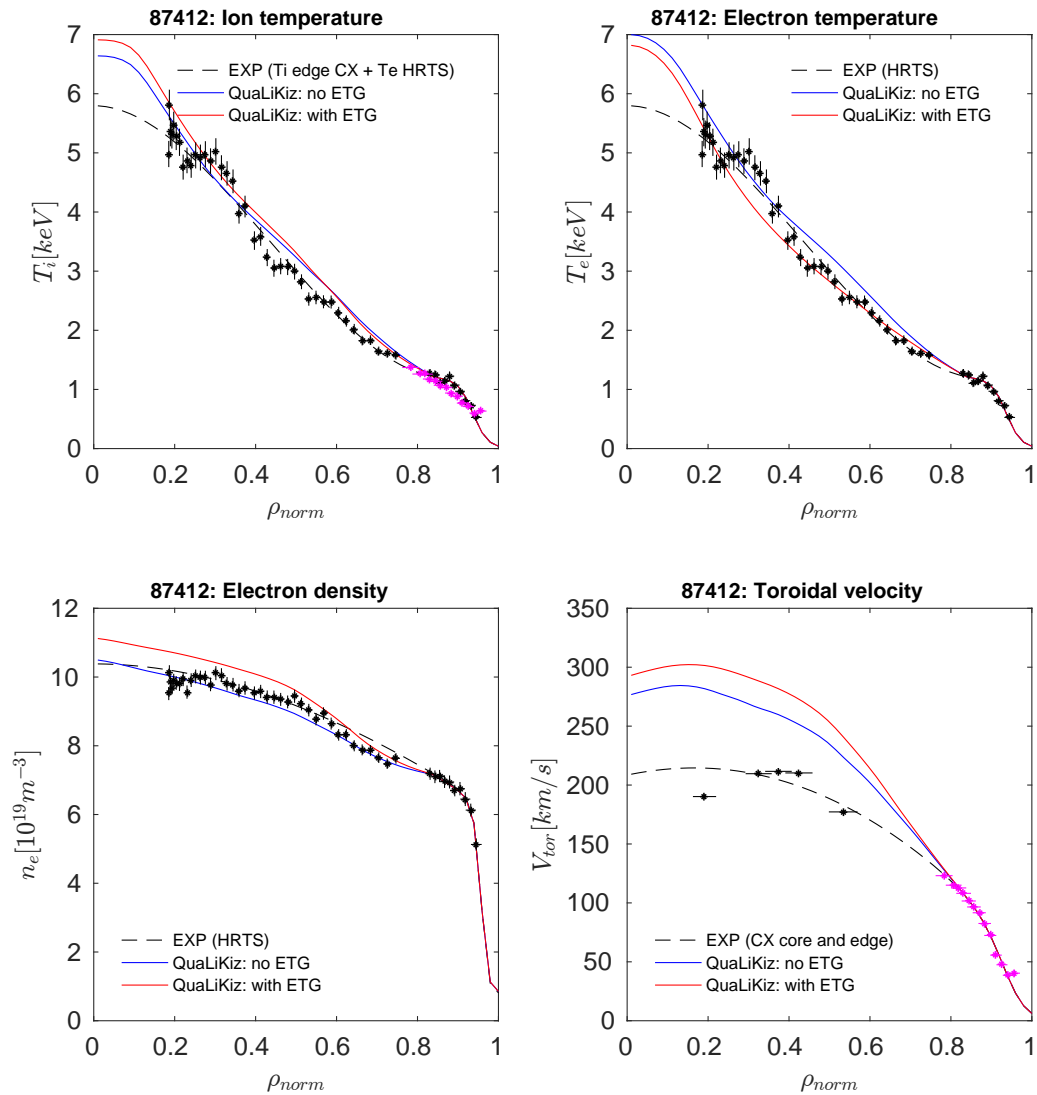 87412: Ion temperature
7
6
5
4
3
2
1
0
T_i[keV]
EXP (Ti edge CX + Te HRTS)
QuaLiKiz: no ETG
QuaLiKiz: with ETG
0 0.2 0.4 0.6 0.8 1
ρ_norm
87412: Electron temperature
7
6
5
4
3
2
1
0
T_e[keV]
EXP (HRTS)
QuaLiKiz: no ETG
QuaLiKiz: with ETG
0 0.2 0.4 0.6 0.8 1
ρ_norm
87412: Electron density
12
10
8
6
4
2
0
n_e[10^19 m^−3]
EXP (HRTS)
QuaLiKiz: no ETG
QuaLiKiz: with ETG
0 0.2 0.4 0.6 0.8 1
ρ_norm
87412: Toroidal velocity
350
300
250
200
150
100
50
0
V_tor[km/s]
EXP (CX core and edge)
QuaLiKiz: no ETG
QuaLiKiz: with ETG
0 0.2 0.4 0.6 0.8 1
ρ_norm